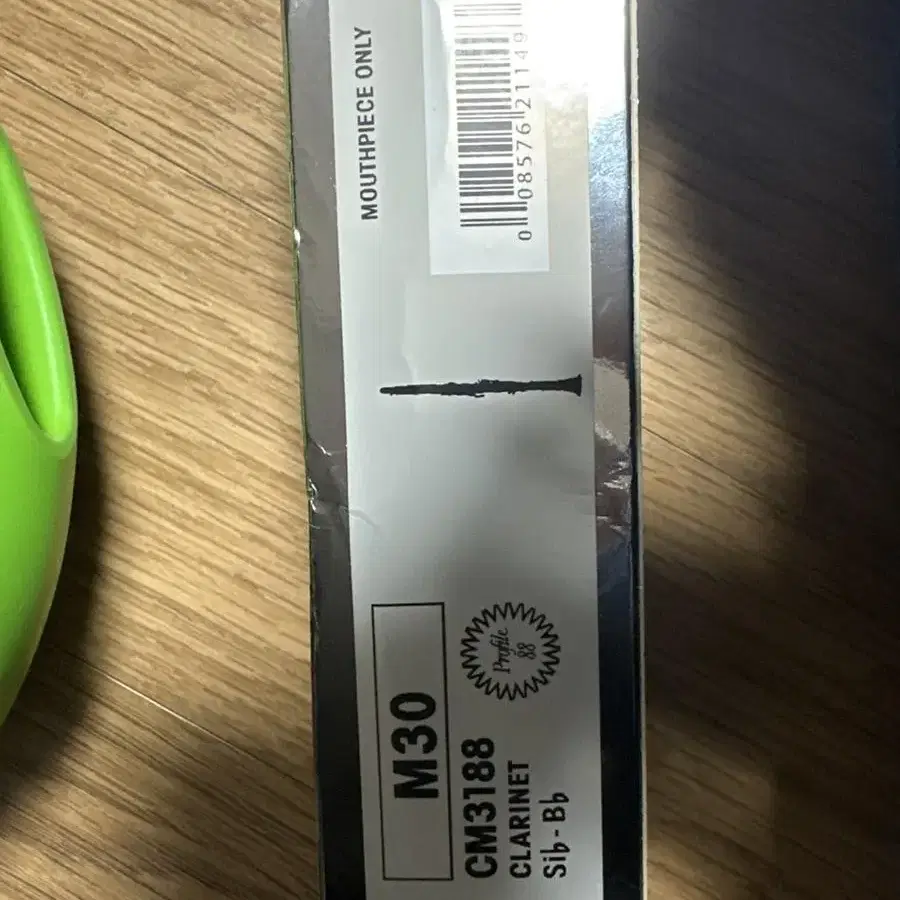 MOUTHPIECE ONLY
0 08576 21149
M30
CM3188
CLARINET
Sib - Bb
Profile
88